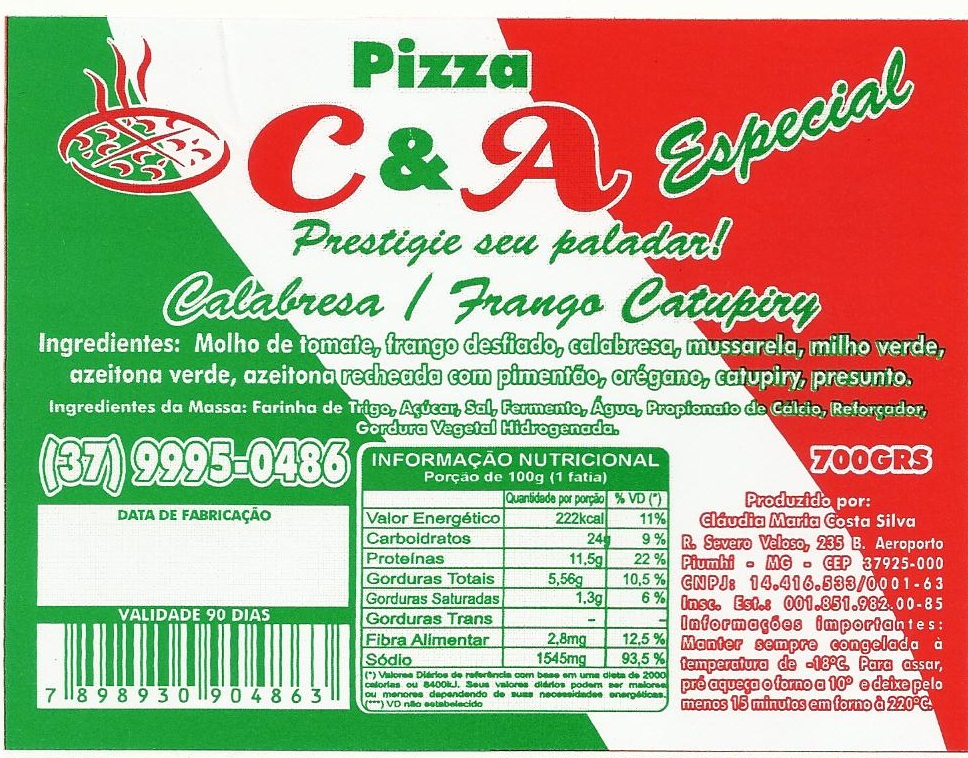 Pizza
C & A
Especial
Prestigie seu paladar!
Calabresa / Frango Catupiry
Ingredientes: Molho de tomate, frango desfiado, calabresa, mussarela, milho verde,
azeitona verde, azeitona recheada com pimentão, orégano, catupiry, presunto.
Ingredientes da Massa: Farinha de Trigo, Açúcar, Sal, Fermento, Água, Propionato de Cálcio, Reforçador,
Gordura Vegetal Hidrogenada.
(37) 9995-0486
DATA DE FABRICAÇÃO
VALIDADE 90 DIAS
7 898930 904863
INFORMAÇÃO NUTRICIONAL
Porção de 100g (1 fatia)
Quantidade por porção % VD (*)
Valor Energético 222kcal 11%
Carboidratos 24g 9 %
Proteínas 11,5g 22 %
Gorduras Totais 5,56g 10,5 %
Gorduras Saturadas 1,3g 6 %
Gorduras Trans - -
Fibra Alimentar 2,8mg 12,5 %
Sódio 1545mg 93,5 %
(*) Valores Diários de referência com base em uma dieta de 2000
calorias ou 8400kJ. Seus valores diários podem ser maiores
ou menores dependendo de suas necessidades energéticas.
(***) VD não estabelecido
700GRS
Produzido por:
Cláudia Maria Costa Silva
R. Severo Veloso, 235 B. Aeroporto
Piumhi - MG - CEP 37925-000
CNPJ: 14.416.533/0001-63
Insc. Est.: 001.851.982.00-85
Informações importantes:
Manter sempre congelada à
temperatura de -18°C. Para assar,
pré aqueça o forno a 10° e deixe pelo
menos 15 minutos em forno à 220°C.